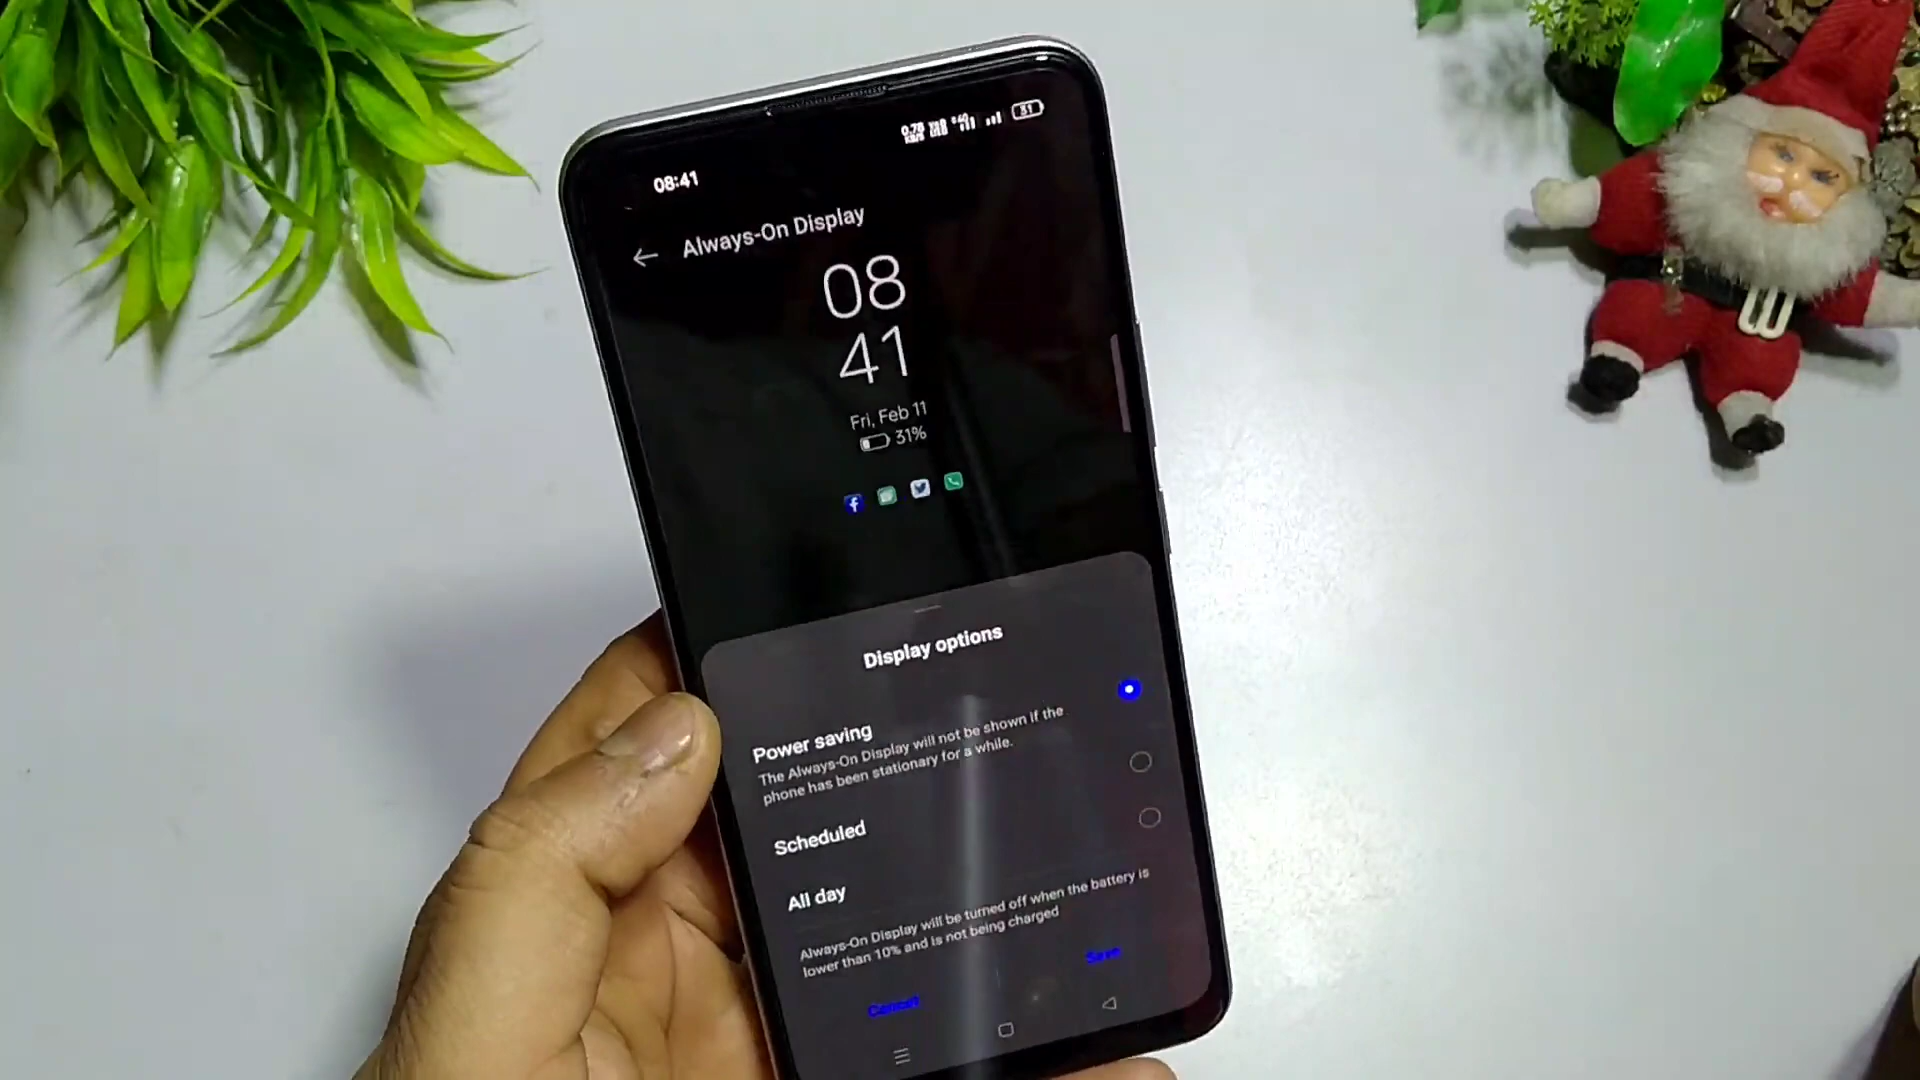 08:41
Always-On Display
08
41
Fri, Feb 11
31%
Display options
Power saving
The Always-On Display will not be shown if the
phone has been stationary for a while.
Scheduled
All day
Always-On Display will be turned off when the battery is
lower than 10% and is not being charged
Save
Cancel